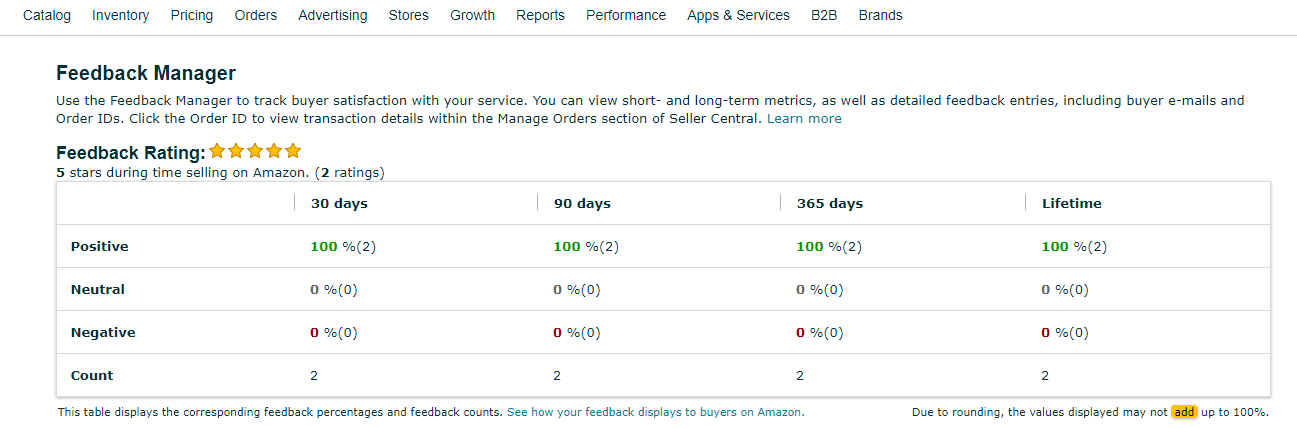 Catalog Inventory Pricing Orders Advertising Stores Growth Reports Performance Apps & Services B2B Brands
Feedback Manager
Use the Feedback Manager to track buyer satisfaction with your service. You can view short- and long-term metrics, as well as detailed feedback entries, including buyer e-mails and
Order IDs. Click the Order ID to view transaction details within the Manage Orders section of Seller Central. Learn more
Feedback Rating:
5 stars during time selling on Amazon. (2 ratings)
30 days 90 days 365 days Lifetime
Positive 100 %(2) 100 %(2) 100 %(2) 100 %(2)
Neutral 0 %(0) 0 %(0) 0 %(0) 0 %(0)
Negative 0 %(0) 0 %(0) 0 %(0) 0 %(0)
Count 2 2 2 2
This table displays the corresponding feedback percentages and feedback counts. See how your feedback displays to buyers on Amazon. Due to rounding, the values displayed may not add up to 100%.